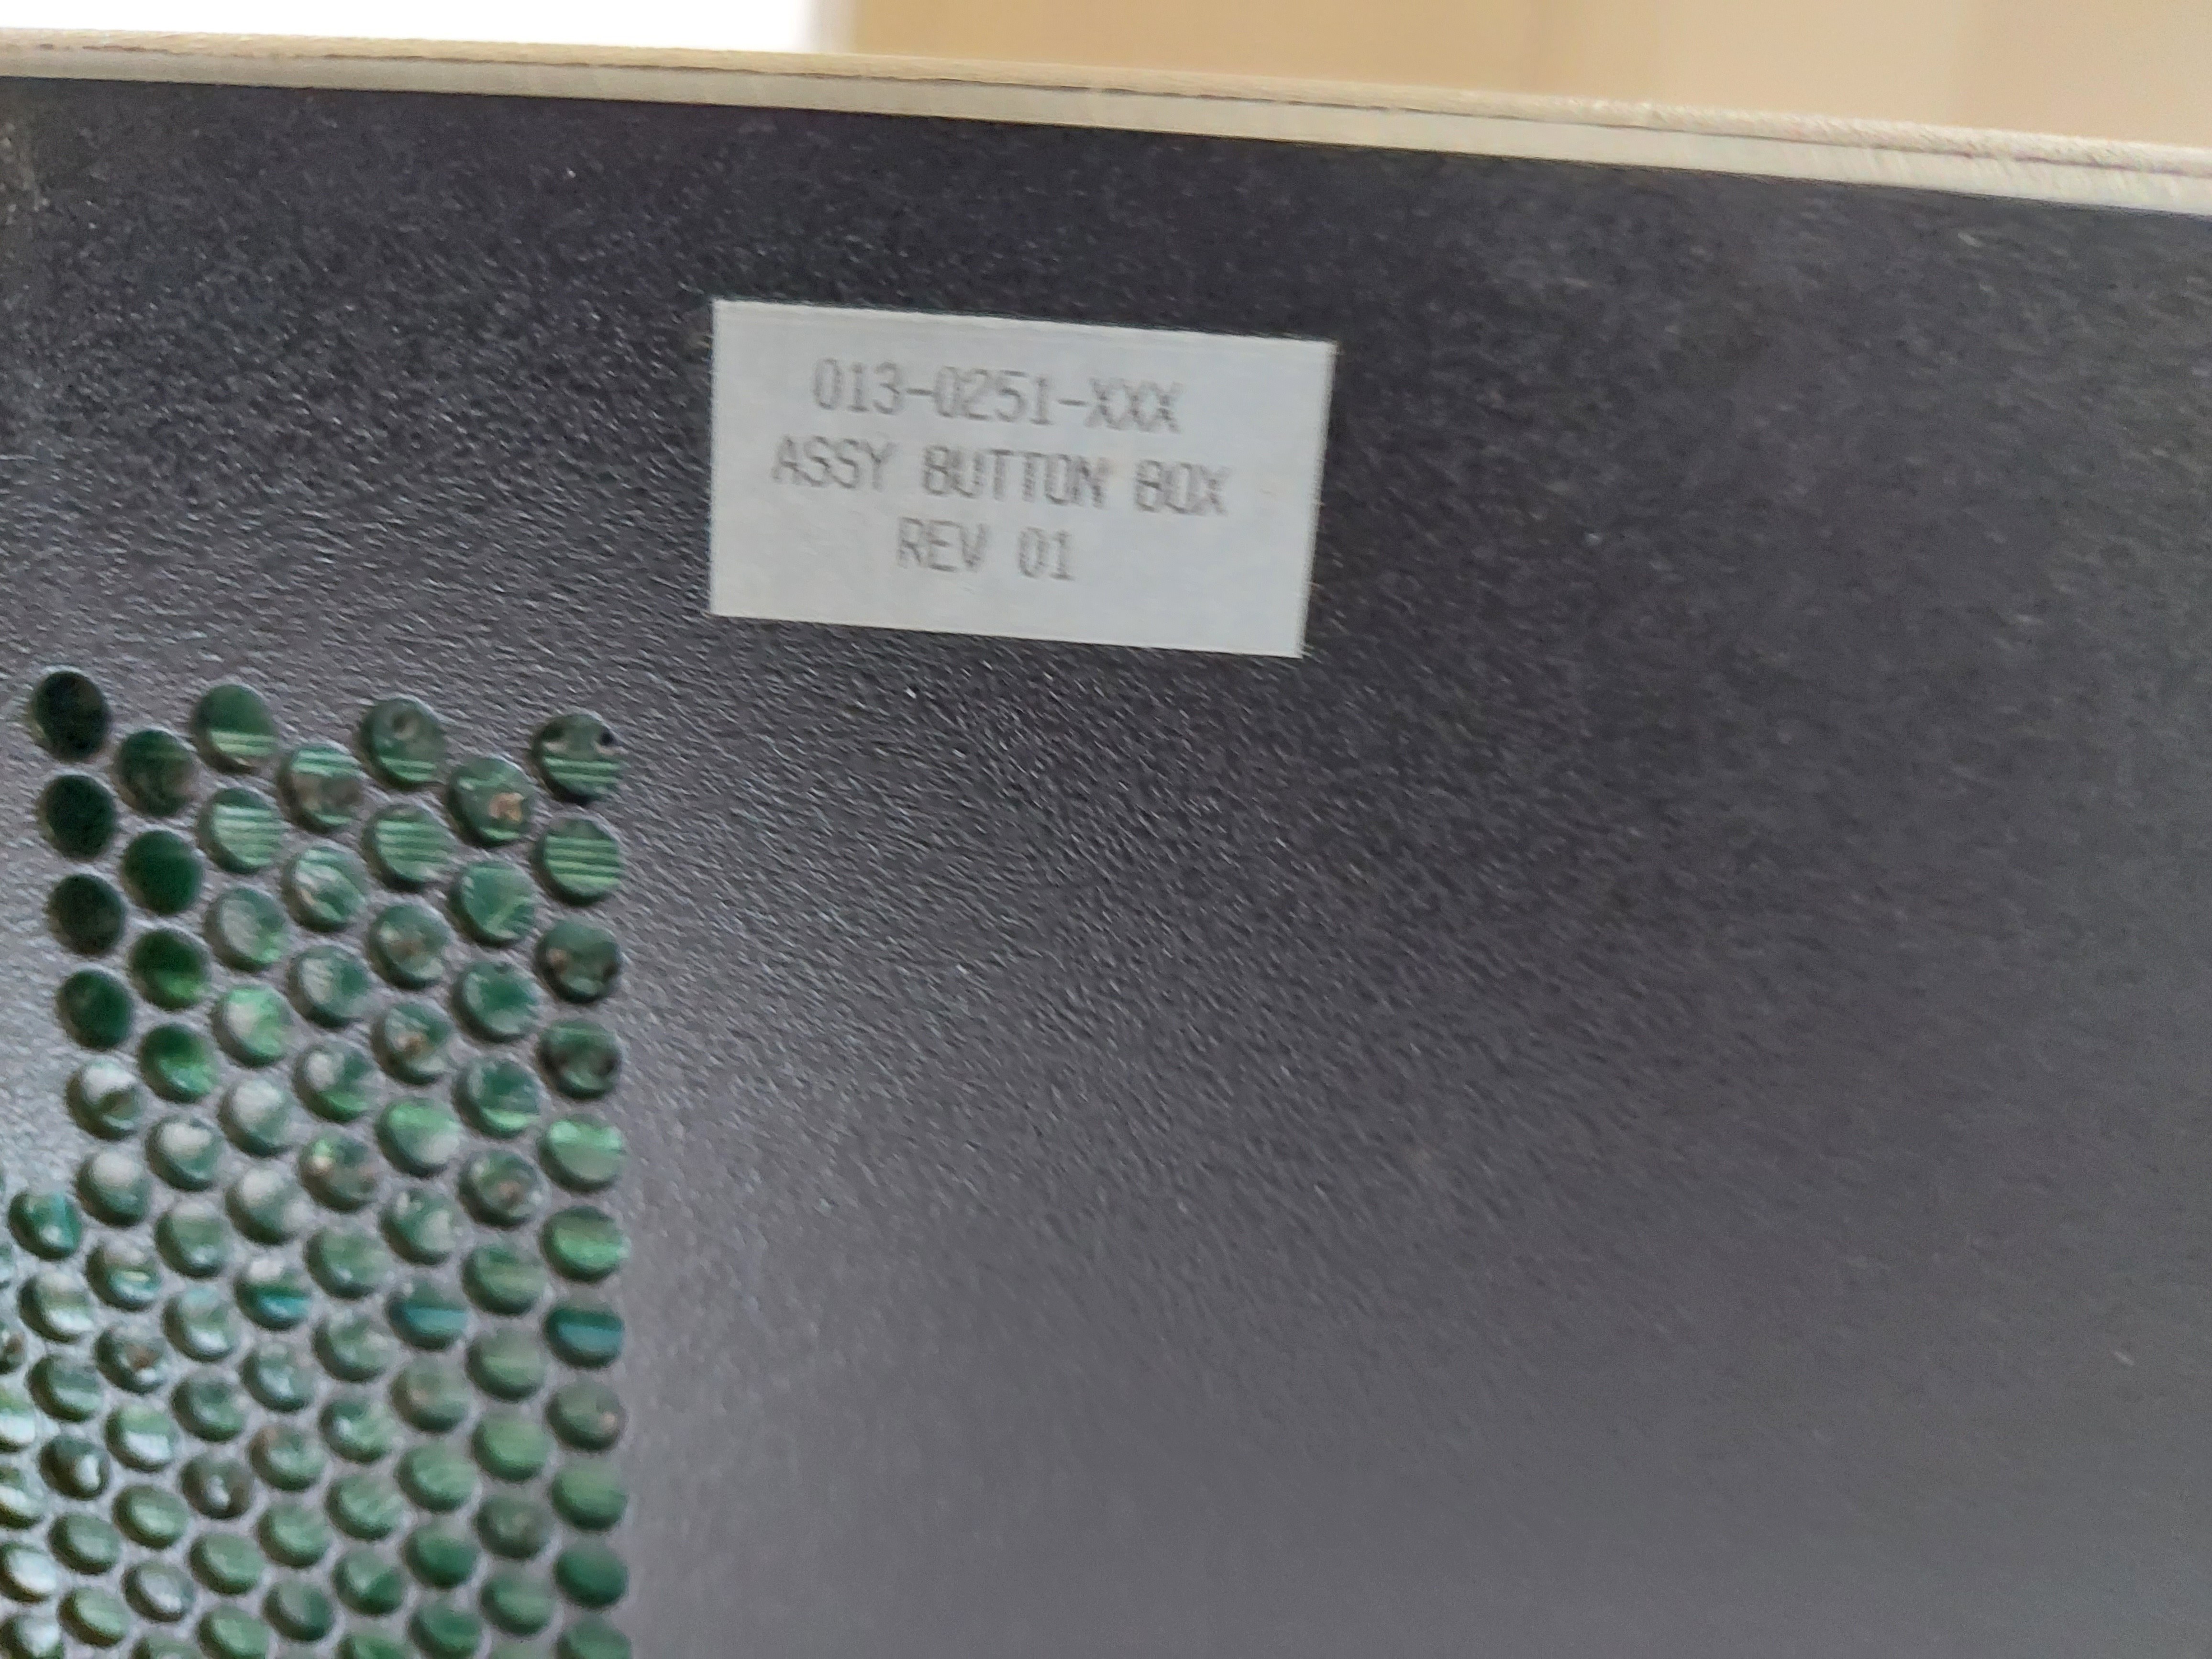 013-0251-XXX
ASSY BUTTON BOX
REV 01